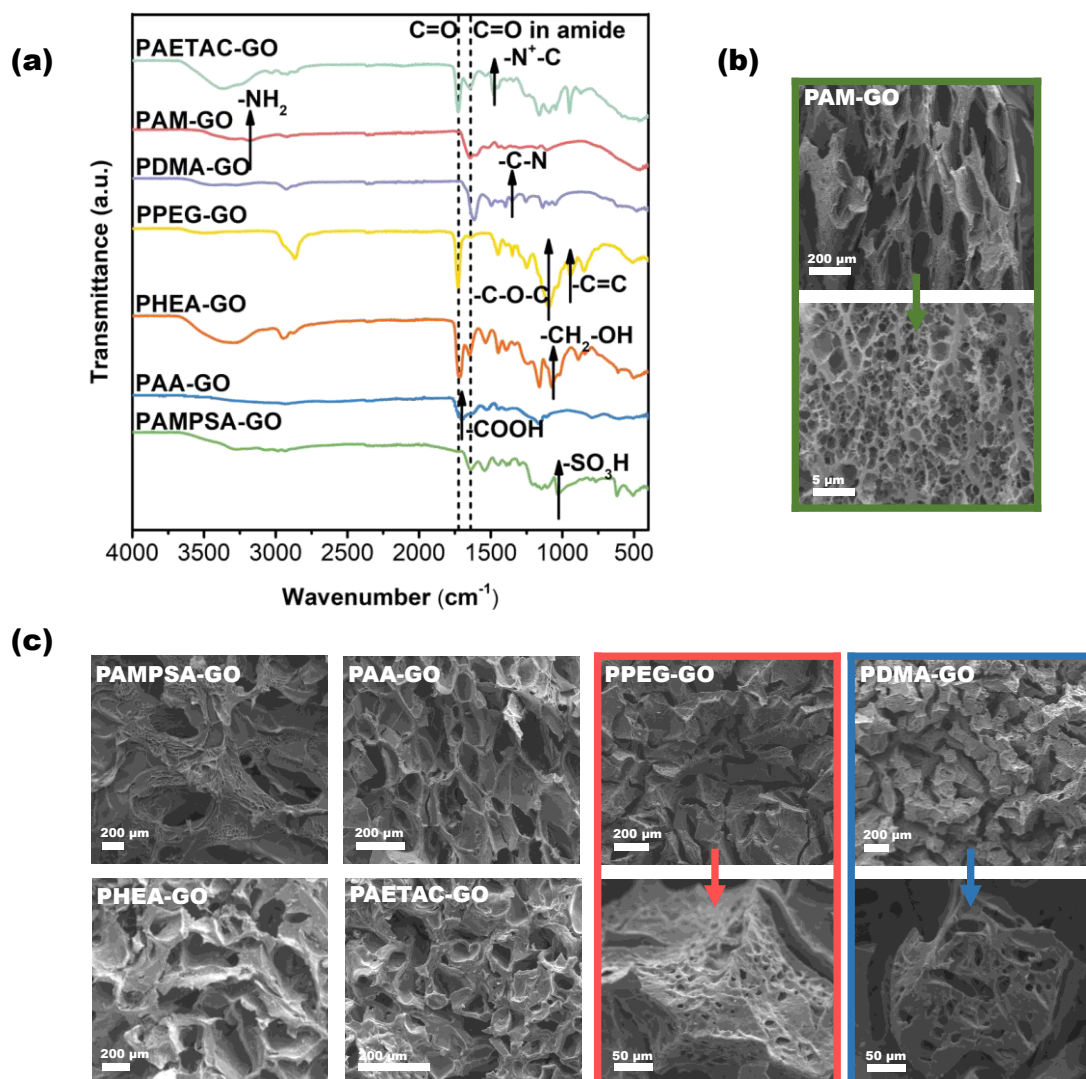 (a)
C=O
C=O in amide
PAETAC-GO
-N⁺-C
-NH₂
PAM-GO
PDMA-GO
-C-N
PPEG-GO
-C-O-C
-C=C
PHEA-GO
-CH₂-OH
PAA-GO
-COOH
PAMPSA-GO
-SO₃H
Transmittance (a.u.)
4000 3500 3000 2500 2000 1500 1000 500
Wavenumber (cm⁻¹)
(b)
PAM-GO
200 µm
5 µm
(c)
PAMPSA-GO
200 µm
PAA-GO
200 µm
PPEG-GO
200 µm
PDMA-GO
200 µm
PHEA-GO
200 µm
PAETAC-GO
200 µm
50 µm
50 µm